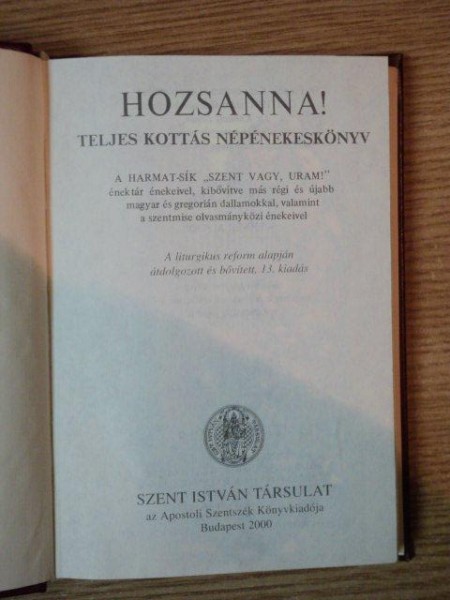 HOZSANNA!
TELJES KOTTÁS NÉPÉNEKESKÖNYV
A HARMAT-SÍK „SZENT VAGY, URAM!"
énektár énekeivel, kibővítve más régi és újabb
magyar és gregorián dallamokkal, valamint
a szentmise olvasmányközi énekeivel
A liturgikus reform alapján
átdolgozott és bővített, 13. kiadás
SZENT ISTVÁN TÁRSULAT
az Apostoli Szentszék Könyvkiadója
Budapest 2000